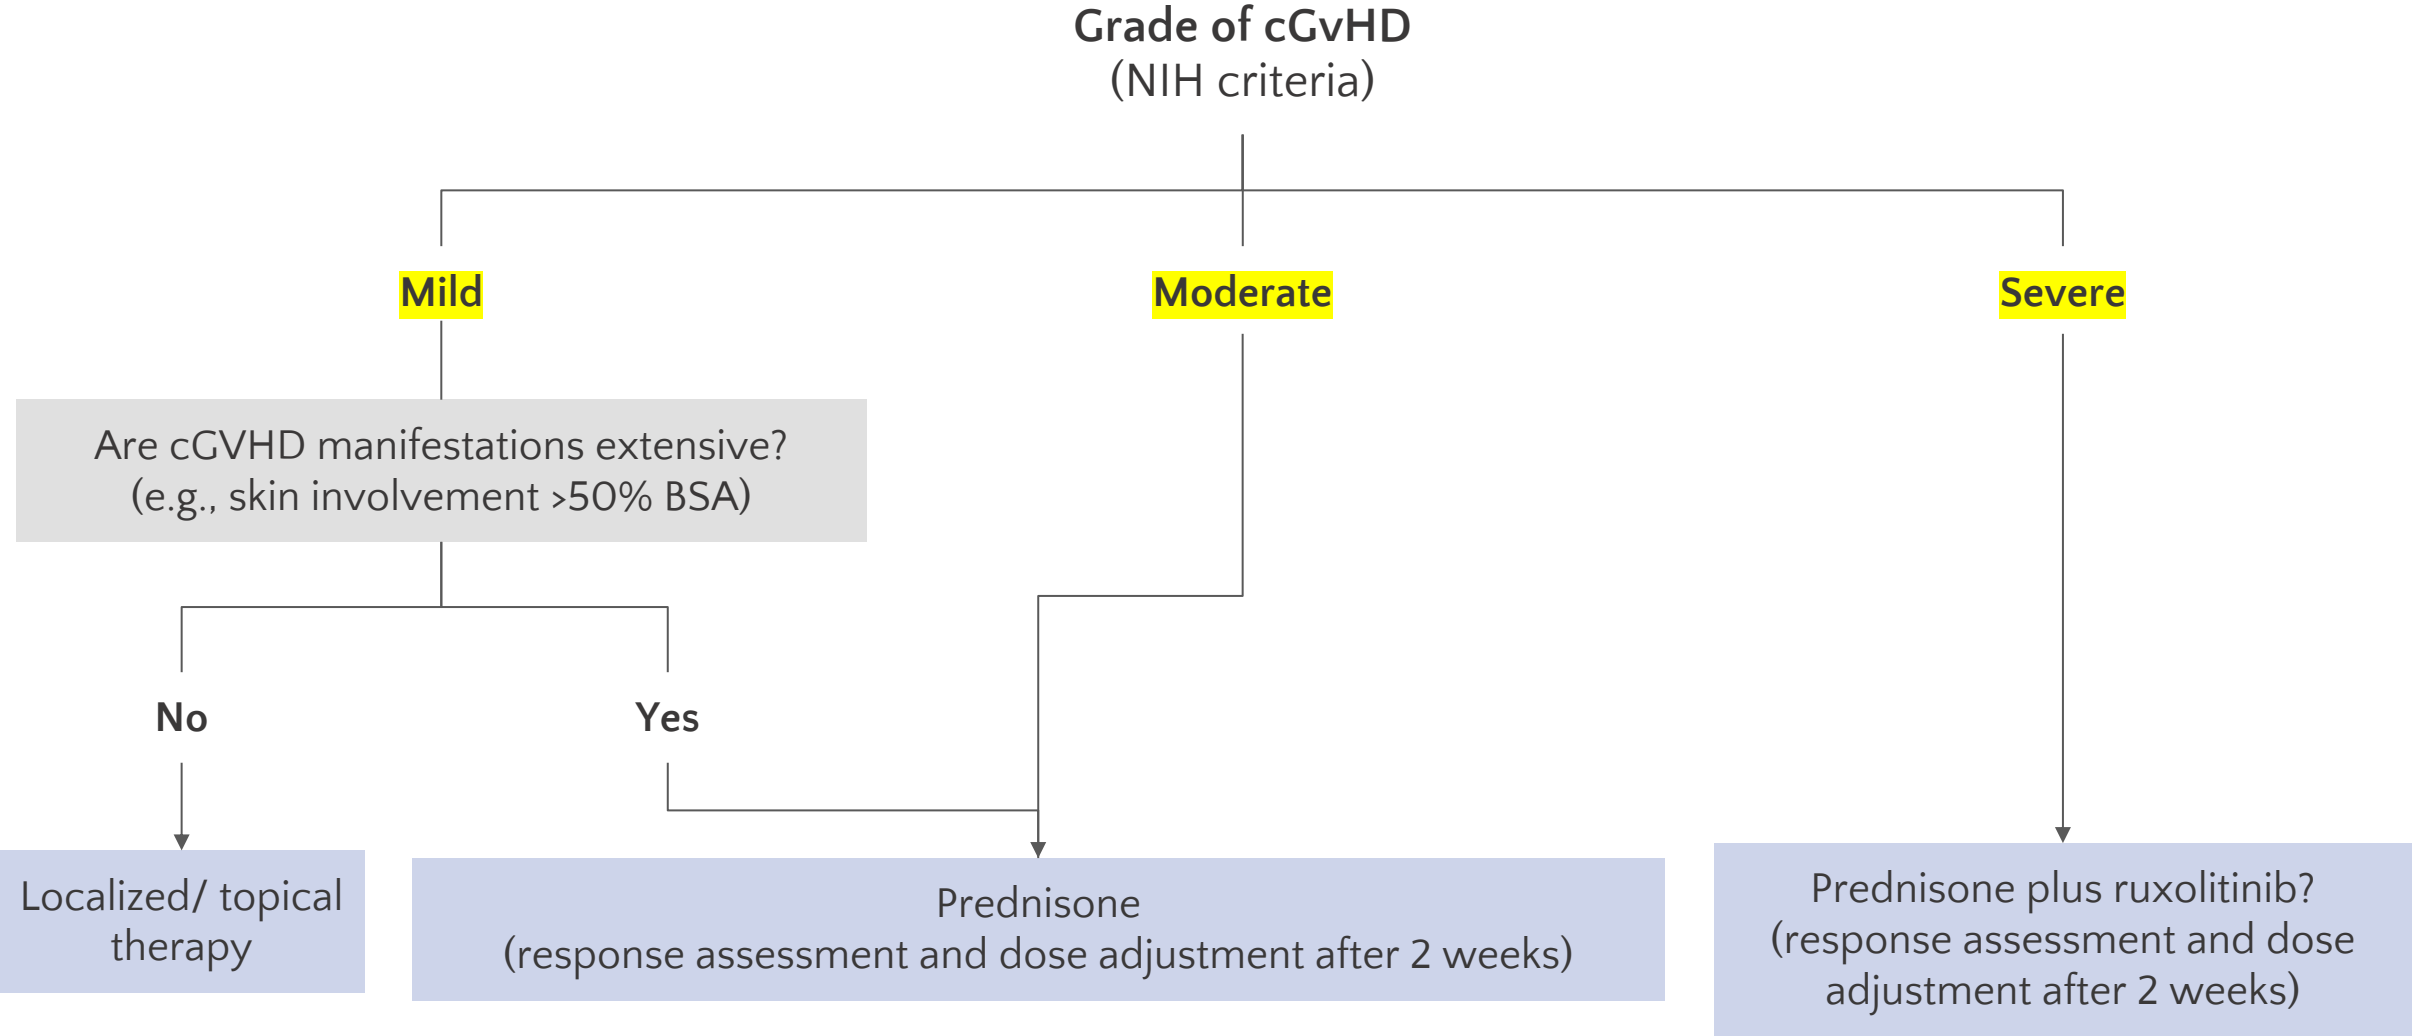 Grade of cGvHD
(NIH criteria)
Mild
Moderate
Severe
Are cGVHD manifestations extensive?
(e.g., skin involvement >50% BSA)
No
Yes
Localized/ topical
therapy
Prednisone
(response assessment and dose adjustment after 2 weeks)
Prednisone plus ruxolitinib?
(response assessment and dose
adjustment after 2 weeks)